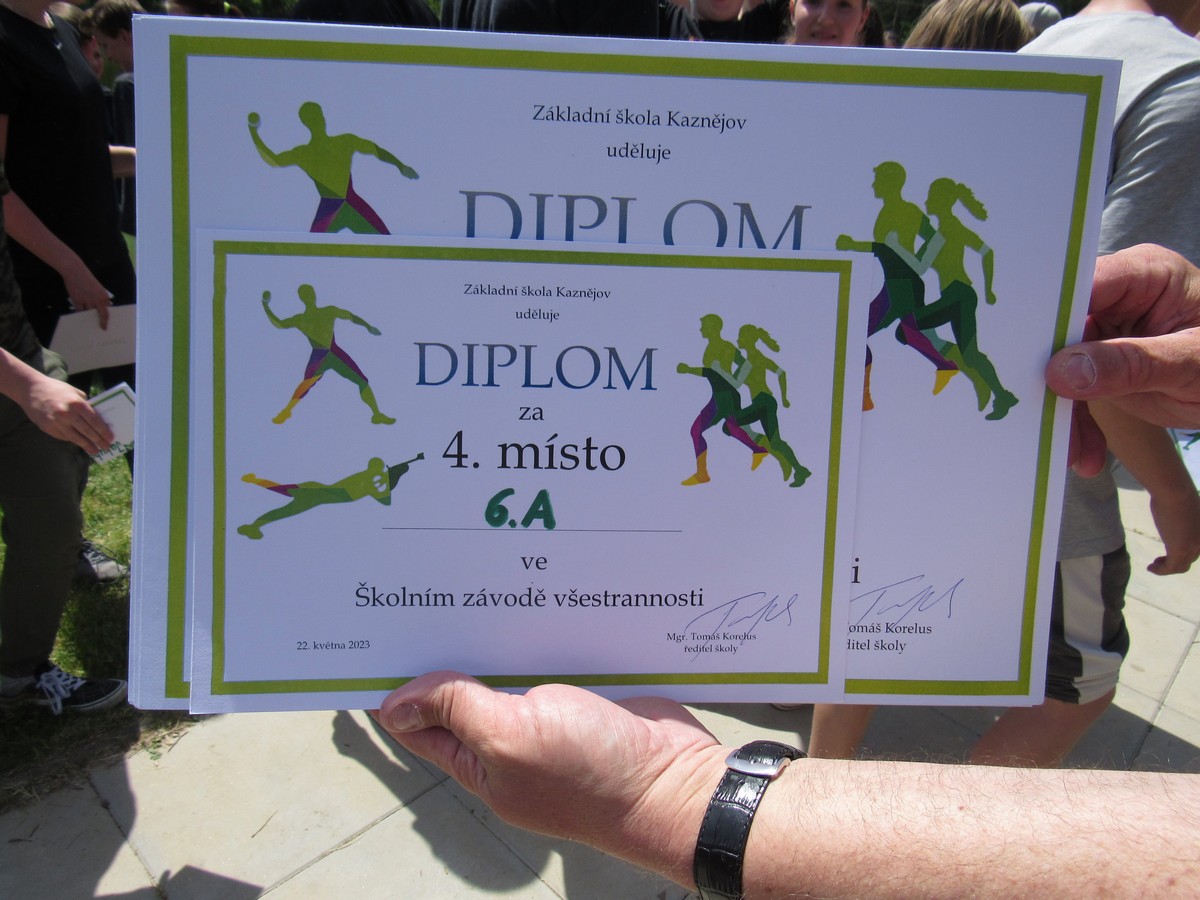 Základní škola Kaznějov
uděluje
DIPLOM
Základní škola Kaznějov
uděluje
DIPLOM
za
4. místo
6.A
ve
Školním závodě všestrannosti
22. května 2023
Mgr. Tomáš Korelus
ředitel školy
i
omáš Korelus
ditel školy